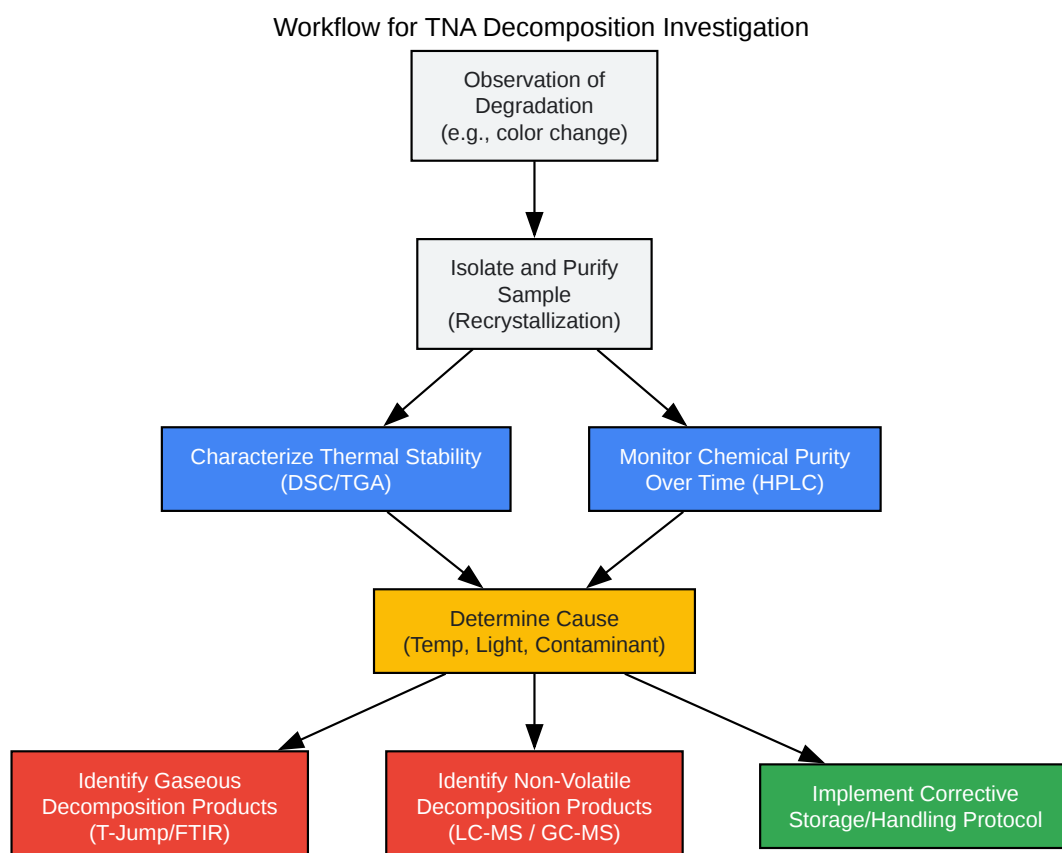 Workflow for TNA Decomposition Investigation
Observation of
Degradation
(e.g., color change)
Isolate and Purify
Sample
(Recrystallization)
Characterize Thermal Stability
(DSC/TGA)
Monitor Chemical Purity
Over Time (HPLC)
Determine Cause
(Temp, Light, Contaminant)
Identify Gaseous
Decomposition Products
(T-Jump/FTIR)
Identify Non-Volatile
Decomposition Products
(LC-MS / GC-MS)
Implement Corrective
Storage/Handling Protocol